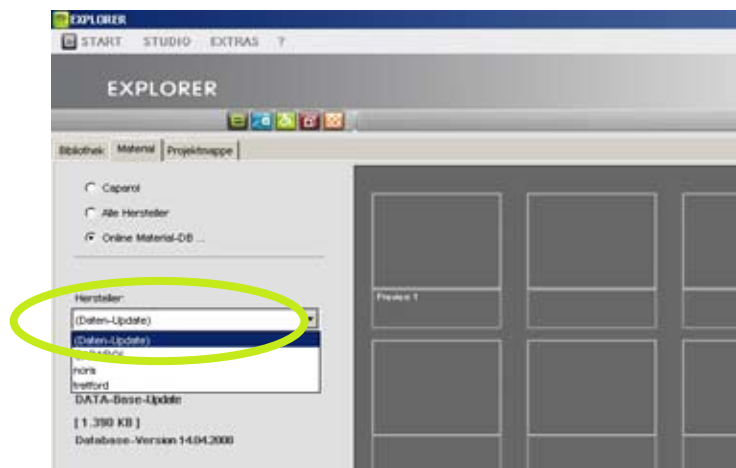 EXPLORER
START STUDIO EXTRAS ?
EXPLORER
Bibliothek Material Projektmappe
Caparol
Alle Hersteller
Online Material-DB ...
Hersteller:
(Daten-Update)
(Daten-Update)
noris
tretford
DATA-Base-Update
[ 1.390 KB ]
Database-Version 14.04.2008
Preview 1